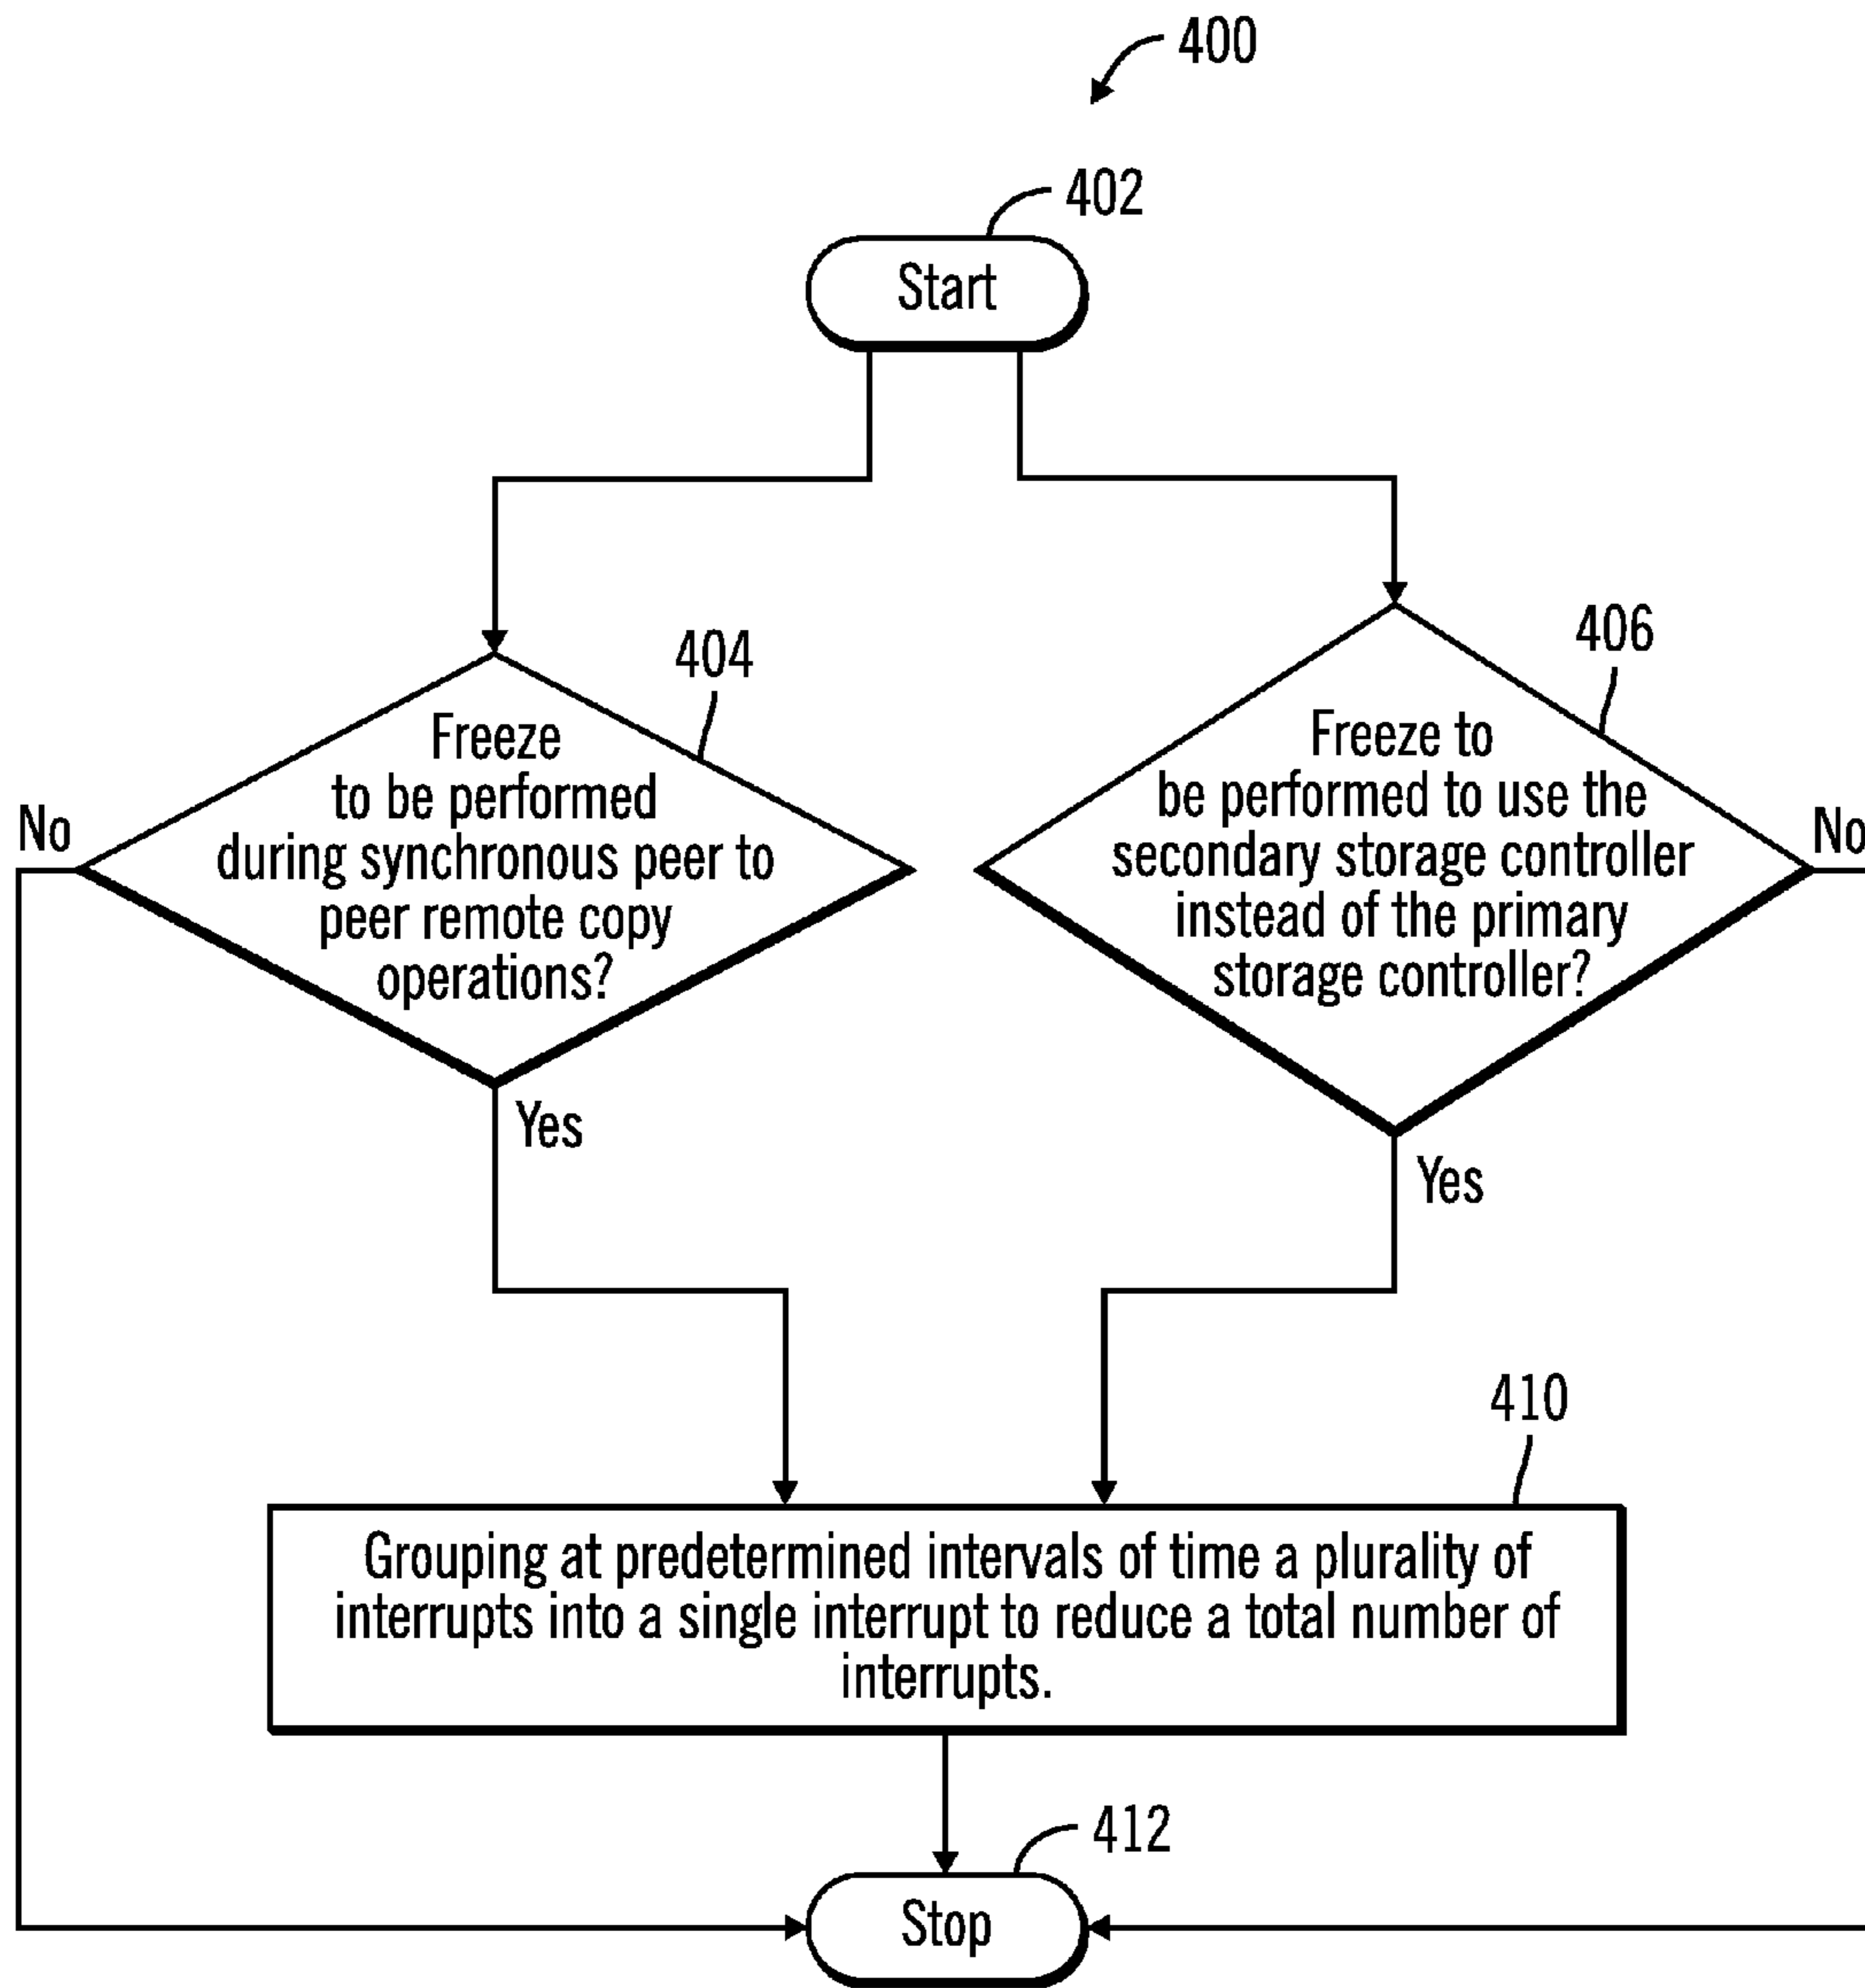 400
402
Start
404
Freeze
to be performed
during synchronous peer to
peer remote copy
operations?
No
Yes
406
Freeze to
be performed to use the
secondary storage controller
instead of the primary
storage controller?
No
Yes
410
Grouping at predetermined intervals of time a plurality of
interrupts into a single interrupt to reduce a total number of
interrupts.
412
Stop